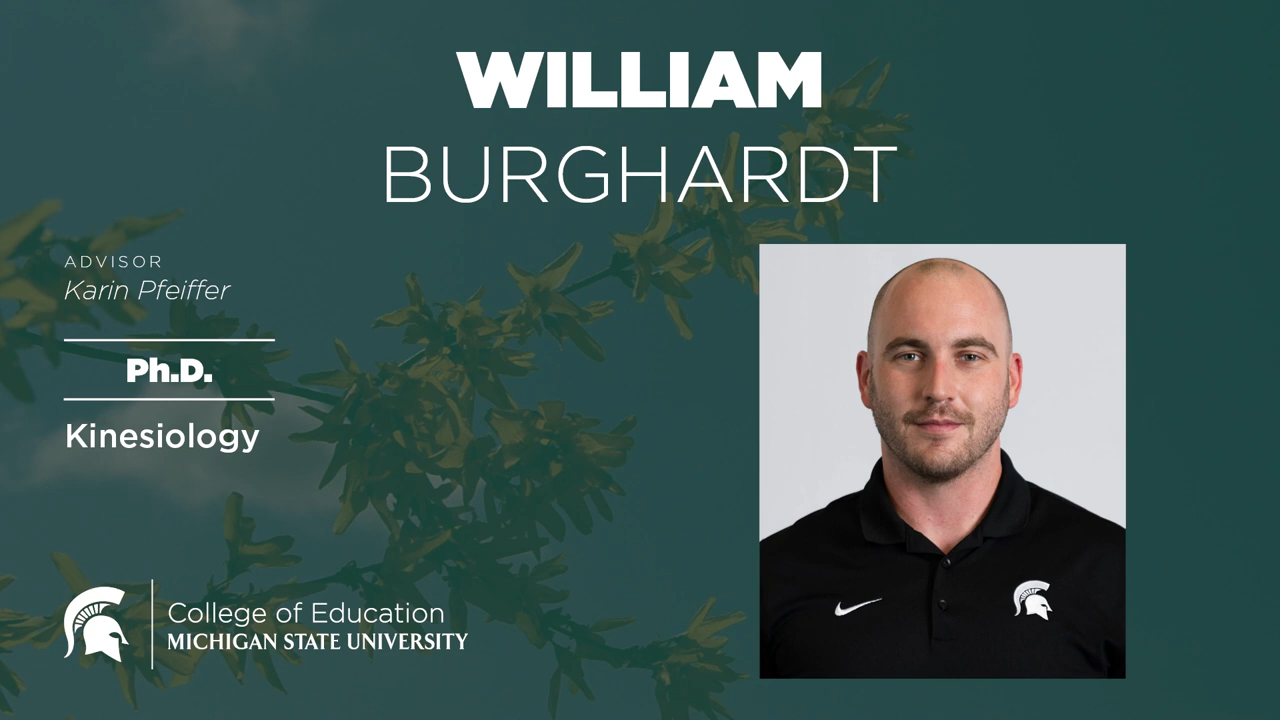 WILLIAM
BURGHARDT
ADVISOR
Karin Pfeiffer
Ph.D.
Kinesiology
College of Education
MICHIGAN STATE UNIVERSITY